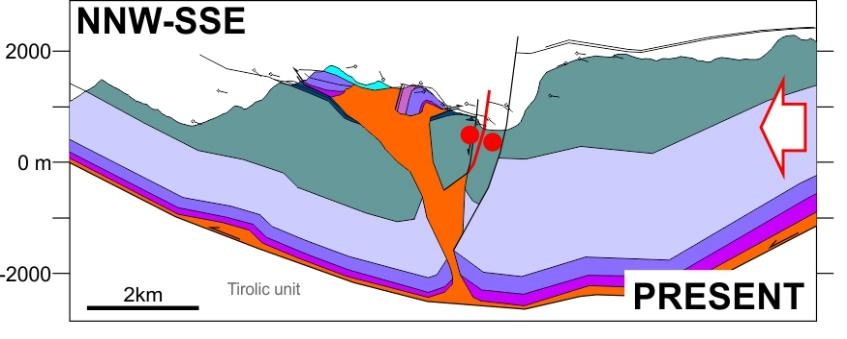 NNW-SSE
2000
0 m
-2000
2km
Tirolic unit
PRESENT